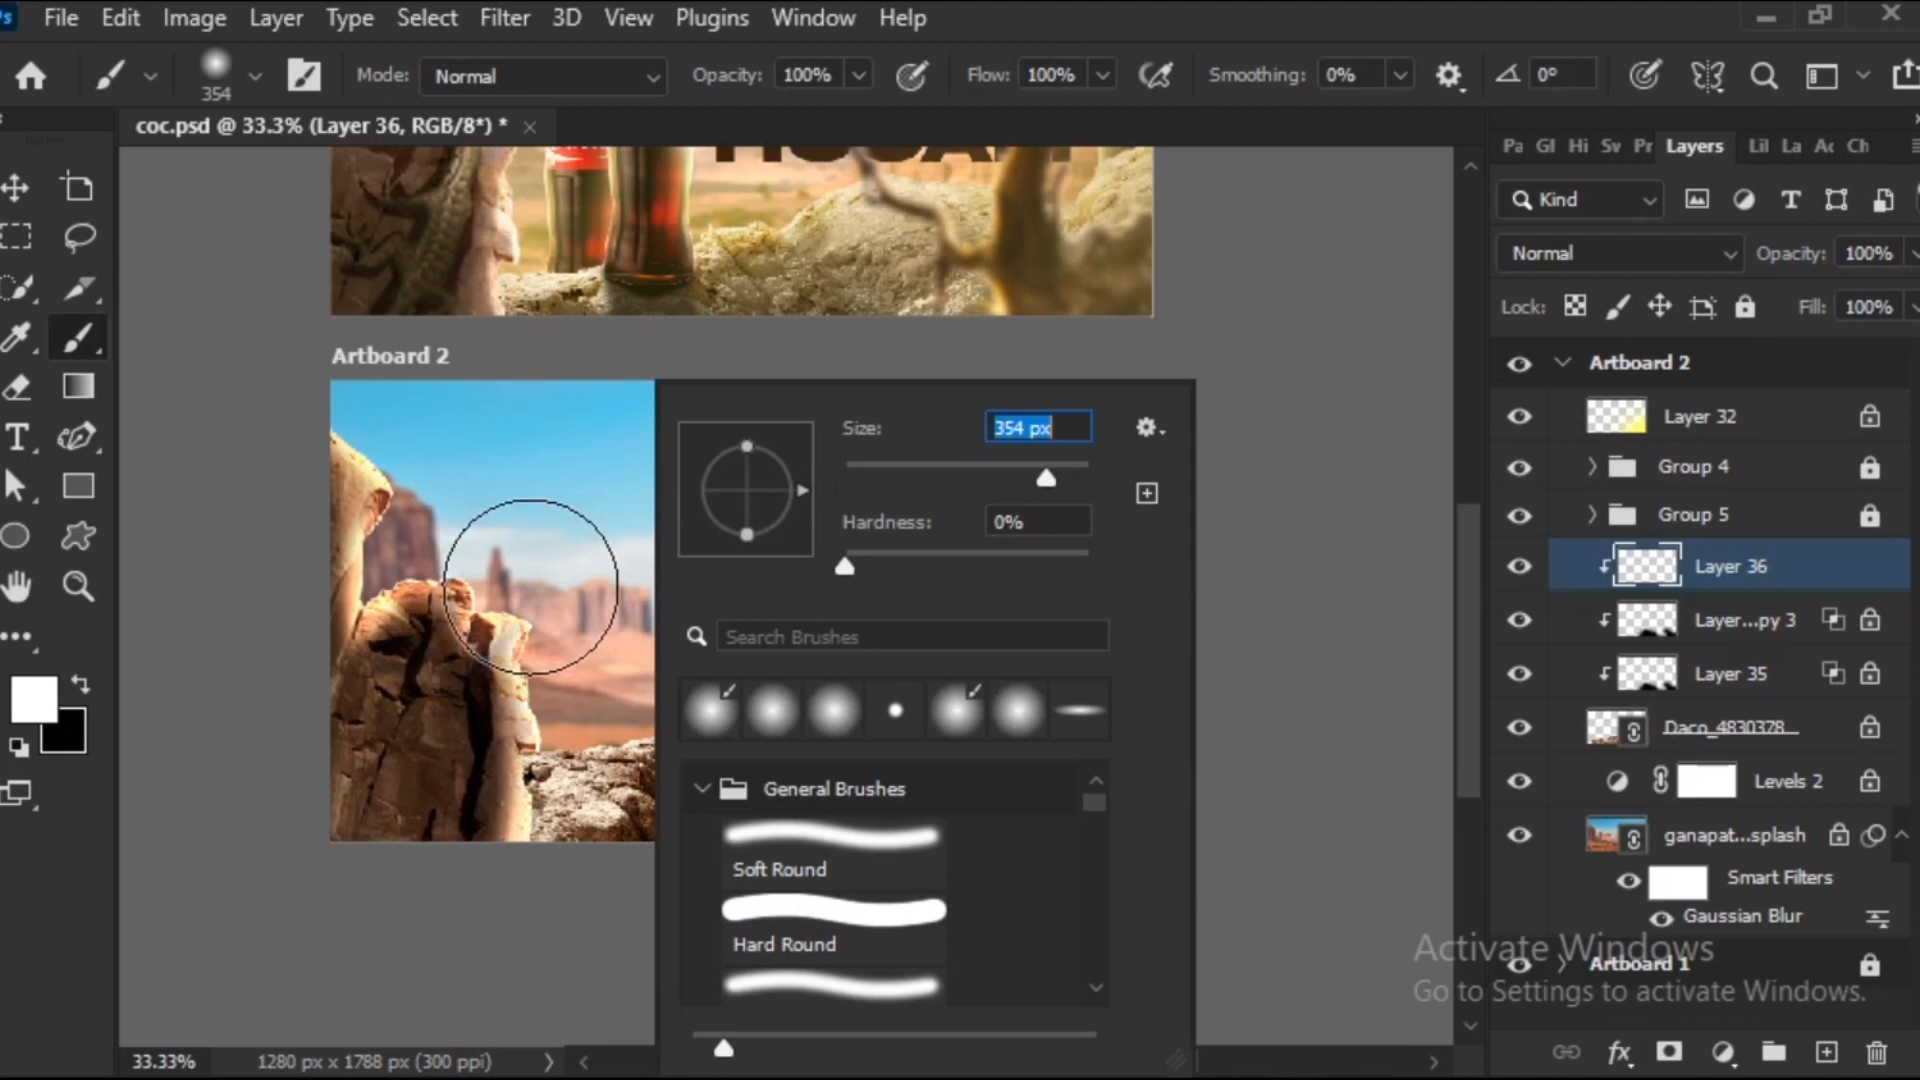 Ps File Edit Image Layer Type Select Filter 3D View Plugins Window Help
354 Mode: Normal Opacity: 100% Flow: 100% Smoothing: 0% 0°
coc.psd @ 33.3% (Layer 36, RGB/8*) *
Pa Gl Hi Sv Pr Layers Lil La Ac Ch
Kind
Normal Opacity: 100%
Lock: Fill: 100%
Artboard 2
Artboard 2
Layer 32
Group 4
Group 5
Layer 36
Layer...py 3
Layer 35
Daco_4830378...
Levels 2
ganapat...splash
Smart Filters
Gaussian Blur
Artboard 1
Size: 354 px
Hardness: 0%
Search Brushes
General Brushes
Soft Round
Hard Round
Activate Windows
Go to Settings to activate Windows.
33.33% 1280 px x 1788 px (300 ppi)
T
fx